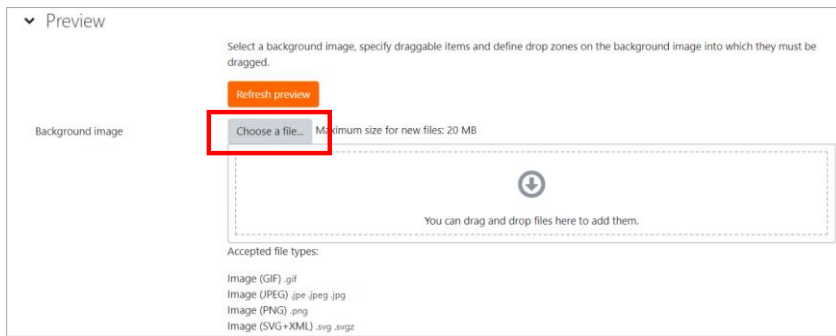 Preview
Select a background image, specify draggable items and define drop zones on the background image into which they must be
dragged.
Refresh preview
Background image
Choose a file... Maximum size for new files: 20 MB
You can drag and drop files here to add them.
Accepted file types:
Image (GIF) .gif
Image (JPEG) .jpe .jpeg .jpg
Image (PNG) .png
Image (SVG+XML) .svg .svgz